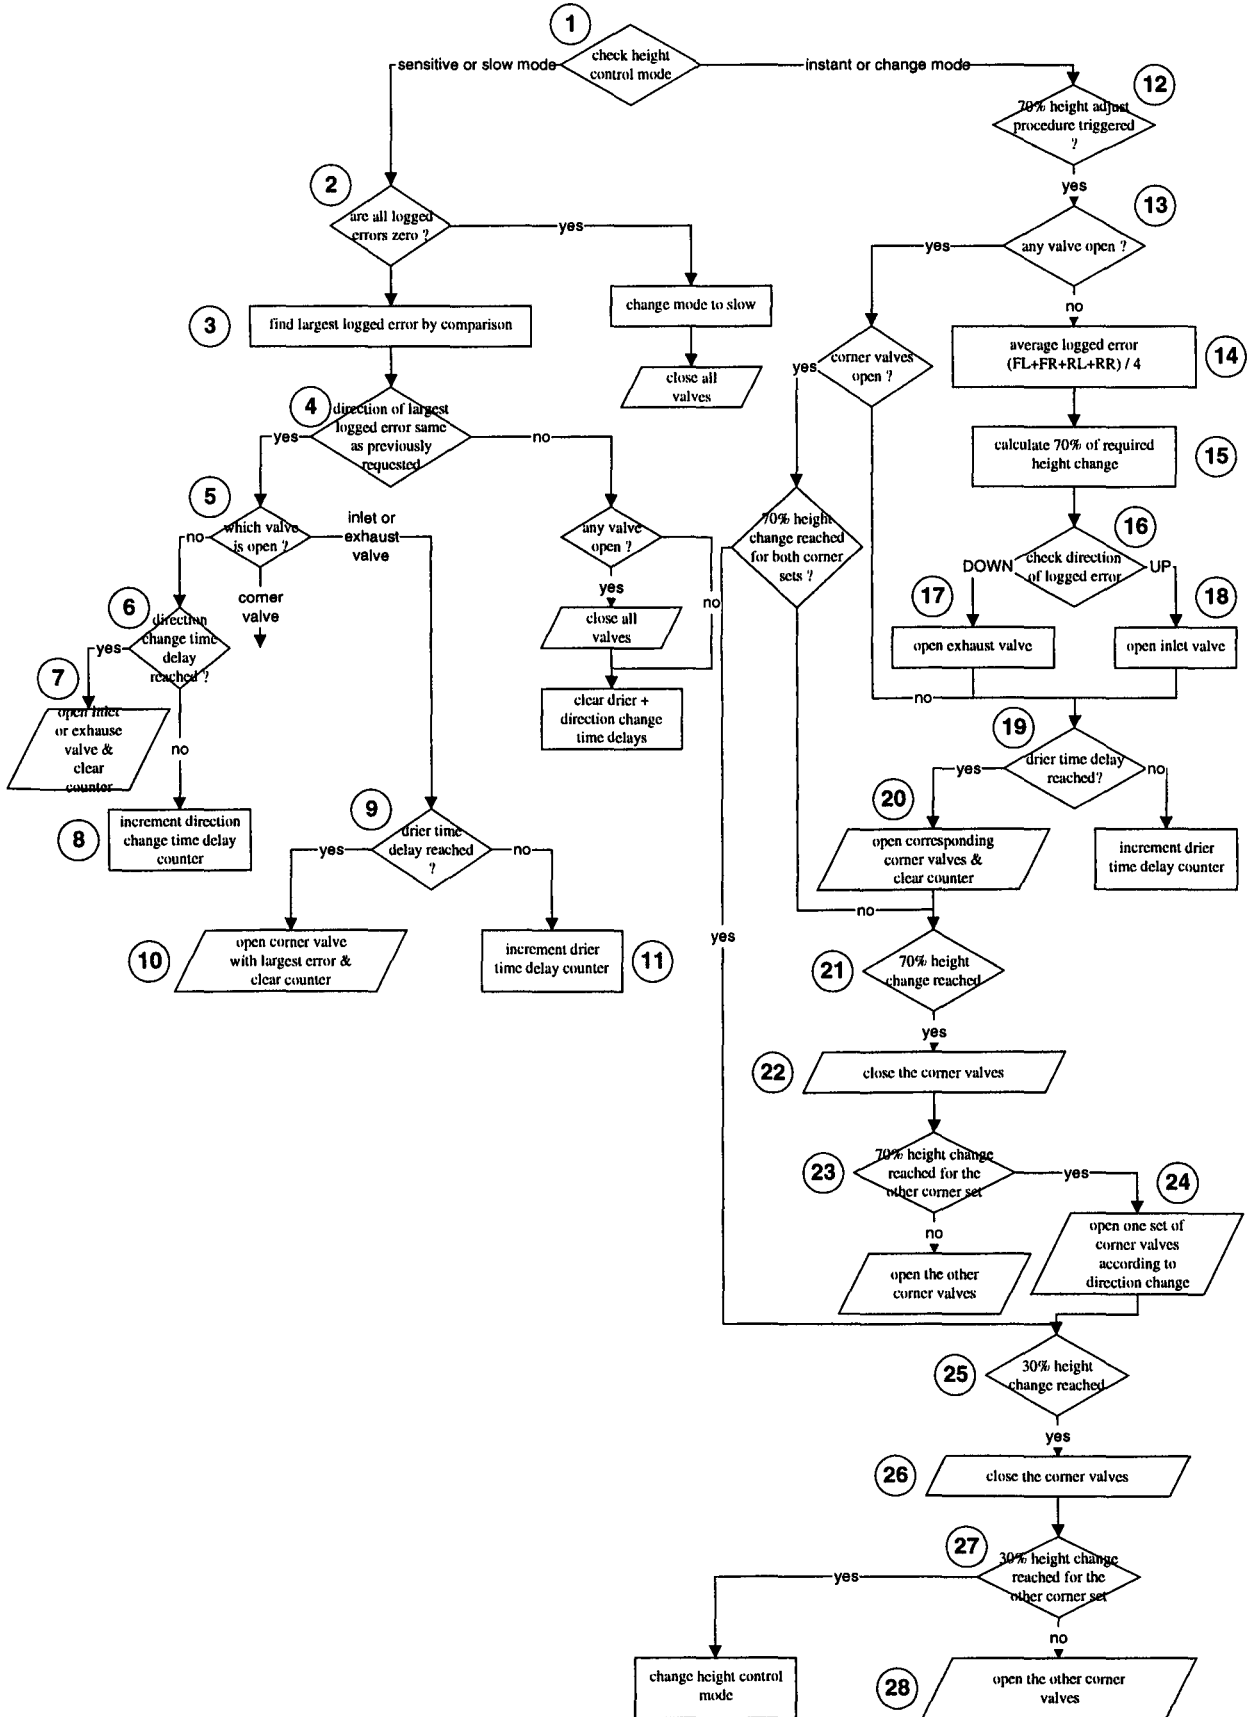 1
check height
control mode
sensitive or slow mode
instant or change mode
12
70% height adjust
procedure triggered
?
yes
2
are all logged
errors zero ?
yes
13
any valve open ?
yes
no
3
find largest logged error by comparison
change mode to slow
close all
valves
corner valves
open ?
yes
14
average logged error
(FL+FR+RL+RR) / 4
4
direction of largest
logged error same
as previously
requested
yes
no
15
calculate 70% of required
height change
5
which valve
is open ?
no
inlet or
exhaust
valve
corner
valve
any valve
open ?
yes
no
close all
valves
clear drier +
direction change
time delays
70% height
change reached
for both corner
sets ?
16
check direction
of logged error
DOWN
UP
17
open exhaust valve
18
open inlet valve
no
6
direction
change time
delay
reached ?
yes
no
7
open inlet
or exhause
valve &
clear
counter
8
increment direction
change time delay
counter
9
drier time
delay reached
?
yes
no
10
open corner valve
with largest error &
clear counter
increment drier
time delay counter
11
19
drier time delay
reached?
yes
no
20
open corresponding
corner valves &
clear counter
increment drier
time delay counter
no
yes
21
70% height
change reached
yes
22
close the corner valves
23
70% height change
reached for the
other corner set
yes
no
24
open one set of
corner valves
according to
direction change
open the other
corner valves
25
30% height
change reached
yes
26
close the corner valves
27
30% height change
reached for the
other corner set
yes
no
change height control
mode
28
open the other corner
valves